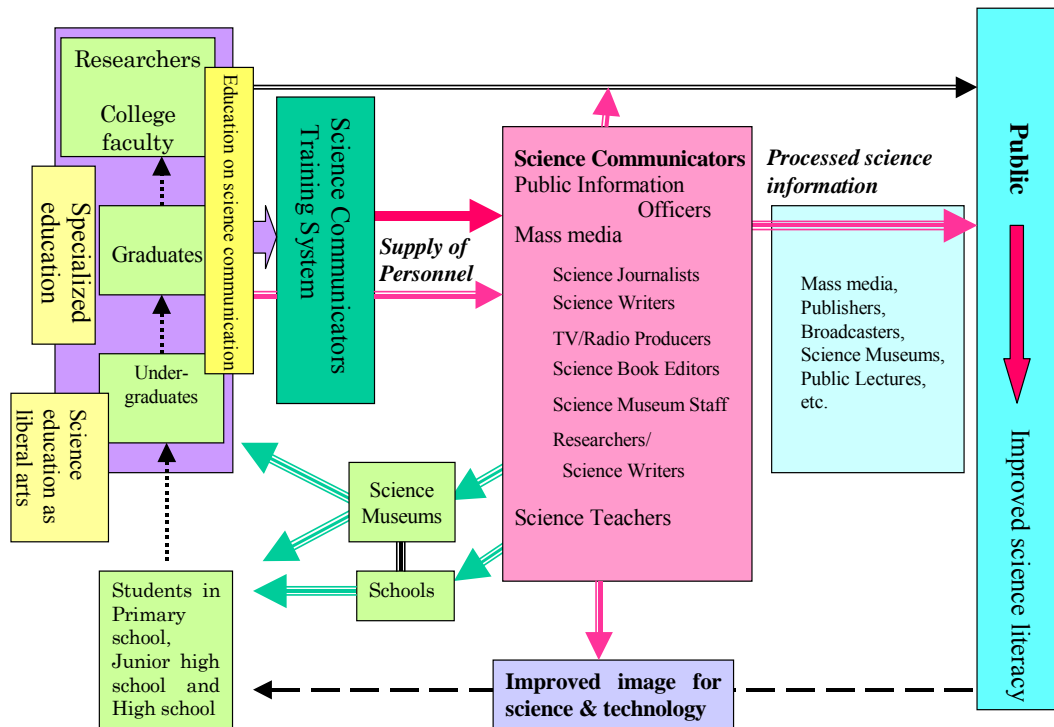 Researchers
College
faculty
Graduates
Under-
graduates
Specialized
education
Science
education as
liberal arts
Education on science communication
Science Communicators
Training System
Supply of
Personnel
Science Communicators
Public Information
Officers
Mass media
Science Journalists
Science Writers
TV/Radio Producers
Science Book Editors
Science Museum Staff
Researchers/
Science Writers
Science Teachers
Processed science
information
Mass media,
Publishers,
Broadcasters,
Science Museums,
Public Lectures,
etc.
Public
Improved science literacy
Science
Museums
Schools
Students in
Primary
school,
Junior high
school and
High school
Improved image for
science & technology